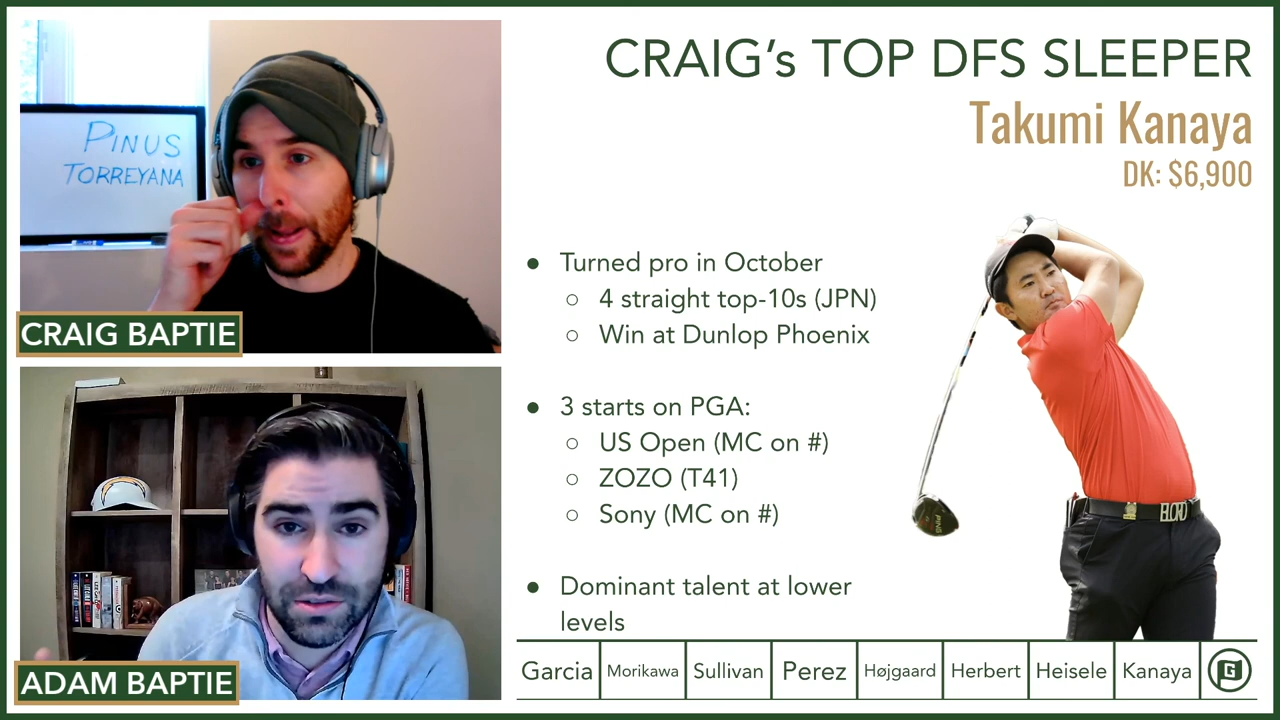 CRAIG's TOP DFS SLEEPER
Takumi Kanaya
DK: $6,900
PINUS
TORREYANA
CRAIG BAPTIE
ADAM BAPTIE
● Turned pro in October
○ 4 straight top-10s (JPN)
○ Win at Dunlop Phoenix
● 3 starts on PGA:
○ US Open (MC on #)
○ ZOZO (T41)
○ Sony (MC on #)
● Dominant talent at lower
levels
PING
Garcia Morikawa Sullivan Perez Højgaard Herbert Heisele Kanaya G